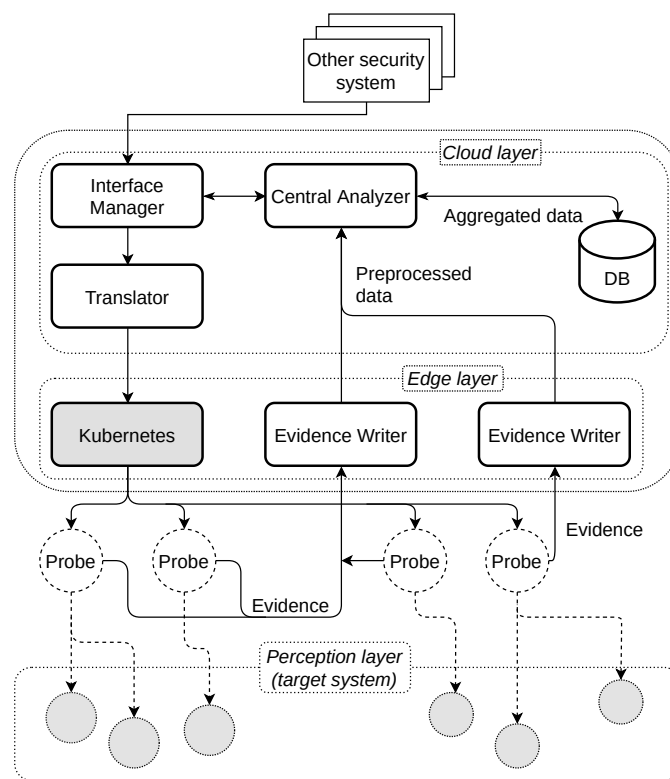 Other security
system
Cloud layer
Interface
Manager
Central Analyzer
Aggregated data
DB
Preprocessed
data
Translator
Edge layer
Kubernetes
Evidence Writer
Evidence Writer
Evidence
Probe
Probe
Probe
Probe
Evidence
Perception layer
(target system)